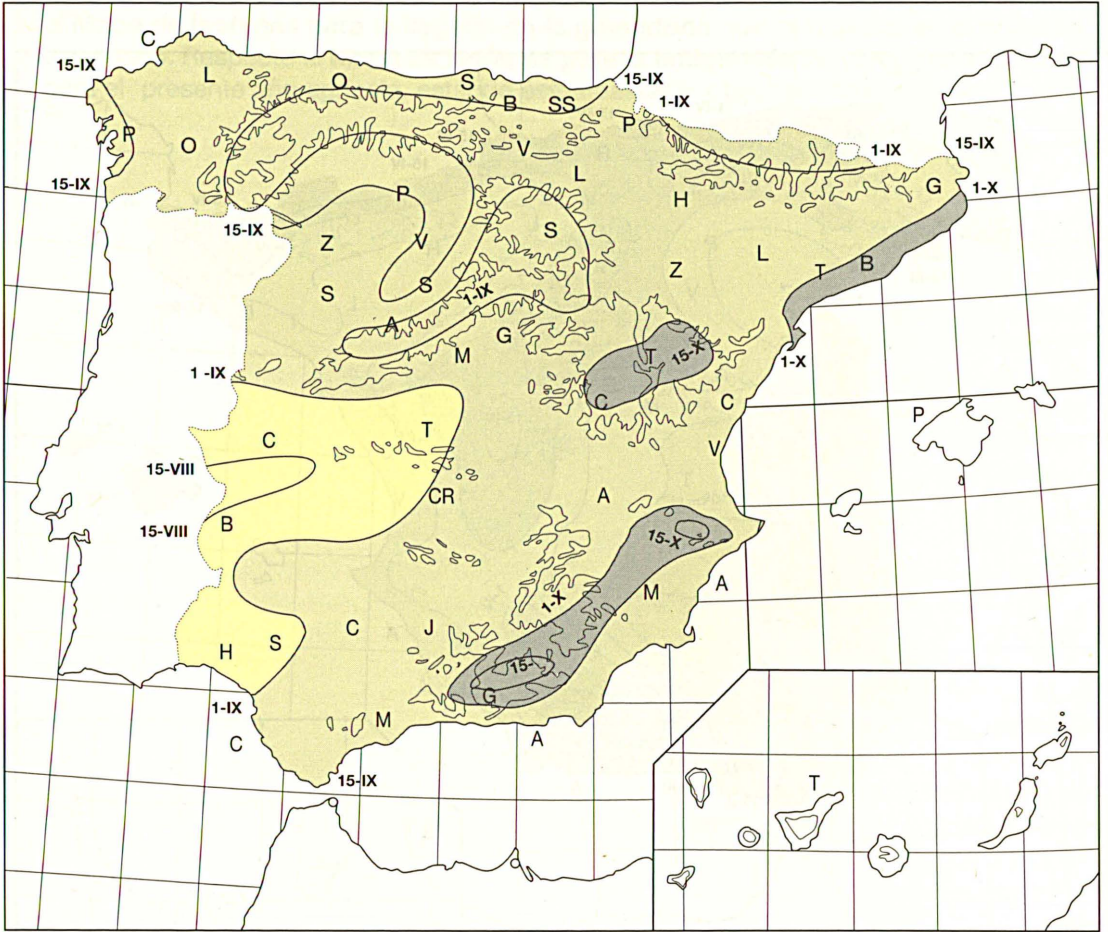 C
15-IX
L
O
S
15-IX
B
SS
1-IX
P
P
O
V
1-IX
15-IX
15-IX
L
G
1-X
P
H
15-IX
Z
V
S
L
Z
T
B
S
S
1-IX
A
G
M
T
15-X
1-X
1-IX
C
C
P
C
T
V
15-VIII
CR
A
B
15-VIII
15-X
M
A
1-X
H
S
C
J
15-
G
1-IX
M
C
A
15-IX
T